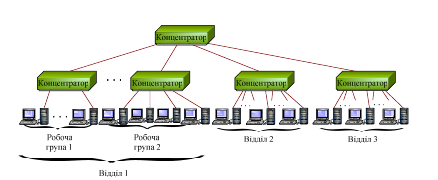 Концентратор
Концентратор
. . .
Концентратор
Концентратор
Концентратор
. . .
. . .
. . .
. . .
. . .
Робоча
група 1
Робоча
група 2
Відділ 2
Відділ 3
Відділ 1